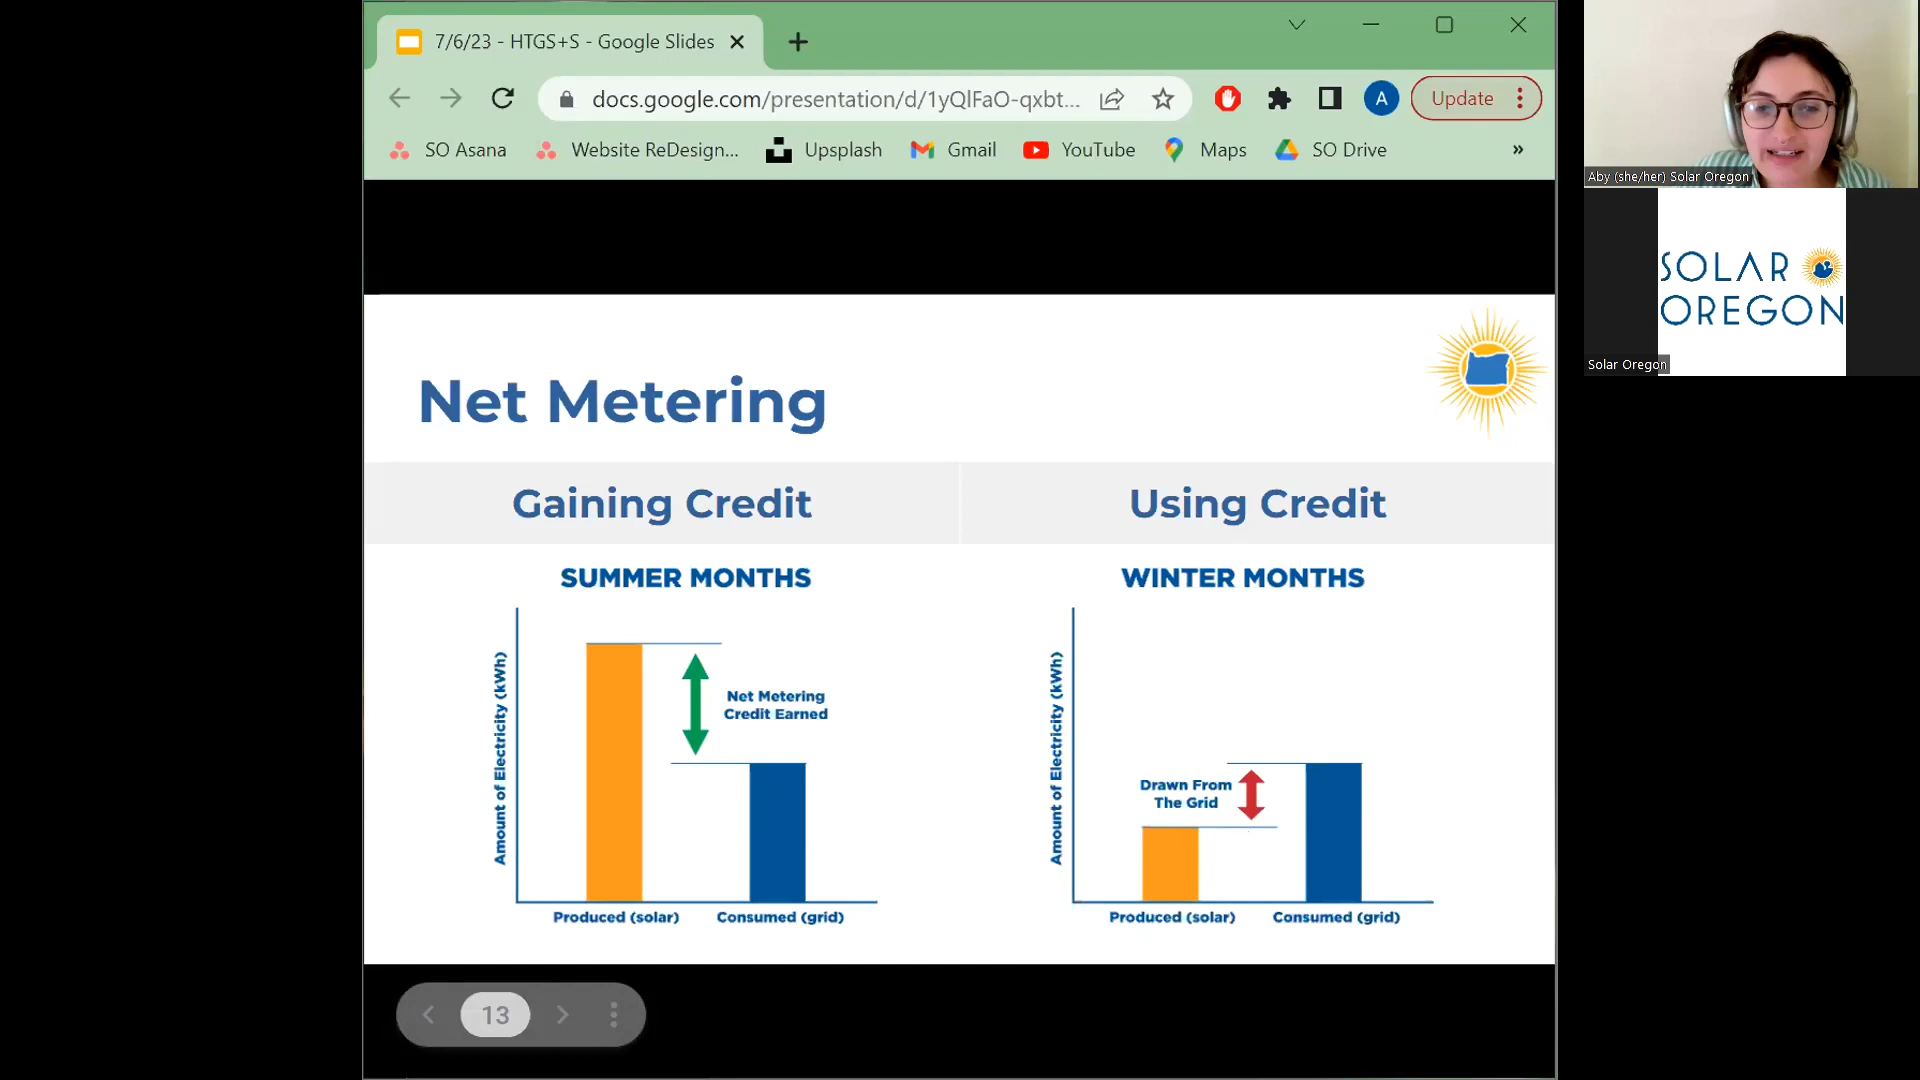 7/6/23 - HTGS+S - Google Slides
docs.google.com/presentation/d/1yQlFaO-qxbt...
A
Update
SO Asana
Website ReDesign...
Upsplash
Gmail
YouTube
Maps
SO Drive
»
Net Metering
Gaining Credit
Using Credit
SUMMER MONTHS
Amount of Electricity (kWh)
Net Metering
Credit Earned
Produced (solar)
Consumed (grid)
WINTER MONTHS
Amount of Electricity (kWh)
Drawn From
The Grid
Produced (solar)
Consumed (grid)
13
Aby (she/her) Solar Oregon
SOLAR
OREGON
Solar Oregon